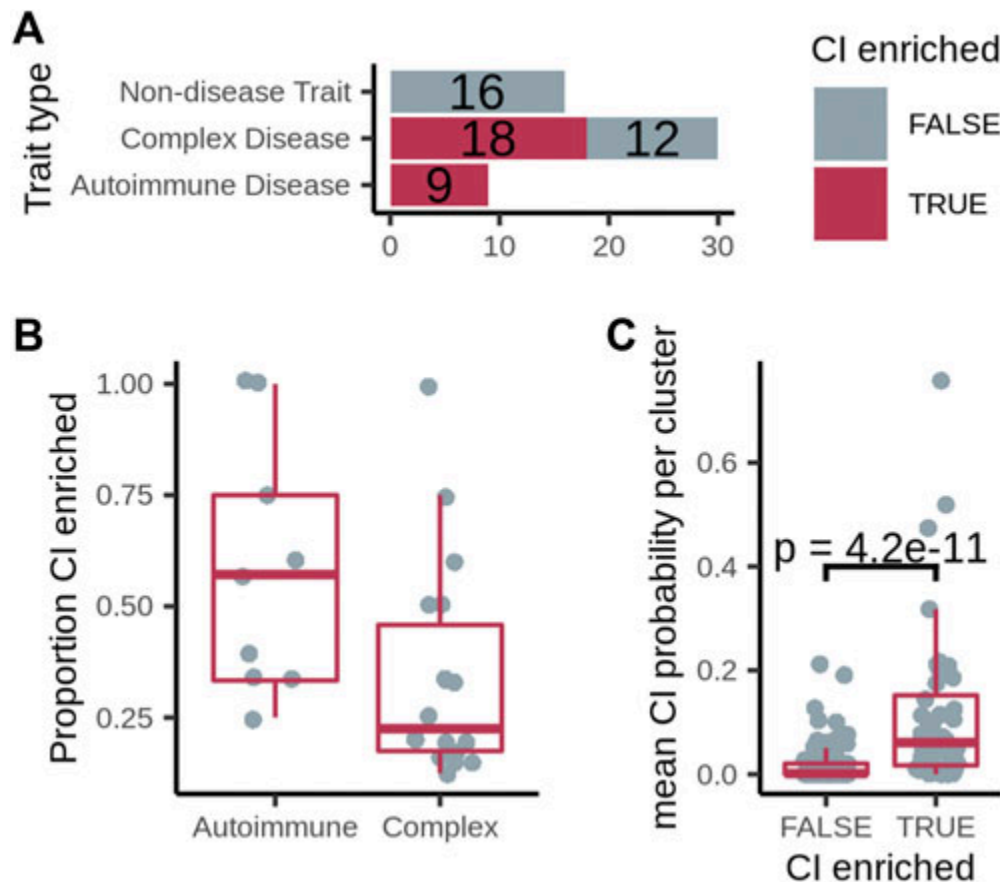 A
CI enriched
FALSE
TRUE
Trait type
Non-disease Trait
16
Complex Disease
18 12
Autoimmune Disease
9
0 10 20 30
B
Proportion CI enriched
1.00
0.75
0.50
0.25
Autoimmune Complex
C
mean CI probability per cluster
0.6
p = 4.2e-11
0.4
0.2
0.0
FALSE TRUE
CI enriched